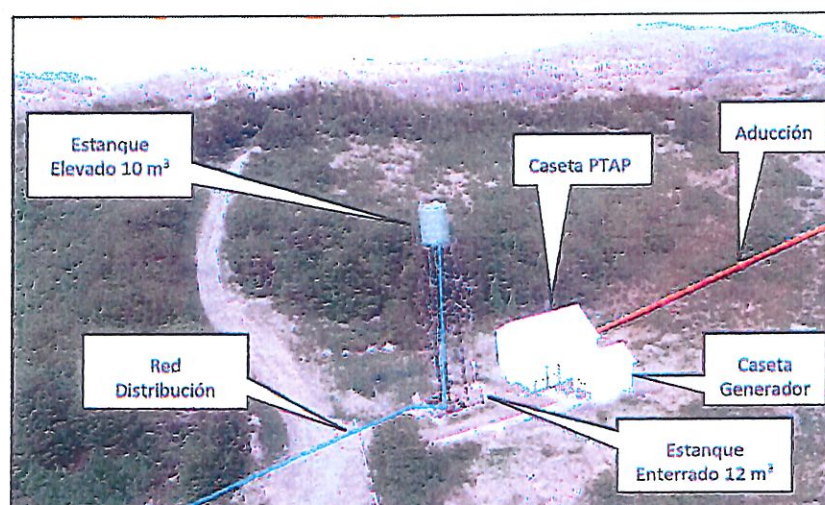 Estanque
Elevado 10 m³
Caseta PTAP
Aducción
Red
Distribución
Caseta
Generador
Estanque
Enterrado 12 m³